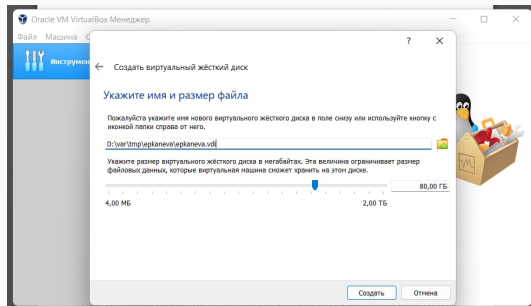 Oracle VM VirtualBox Менеджер
Файл Машина
Инструмен
?
Создать виртуальный жёсткий диск
Укажите имя и размер файла
Пожалуйста укажите имя нового виртуального жёсткого диска в поле снизу или используйте кнопку с
иконкой папки справа от него.
D:\var\tmp\epkaneva\epkaneva.vdi
Укажите размер виртуального жёсткого диска в мегабайтах. Эта величина ограничивает размер
файловых данных, которые виртуальная машина сможет хранить на этом диске.
80,00 ГБ
4,00 МБ 2,00 ТБ
Создать Отмена